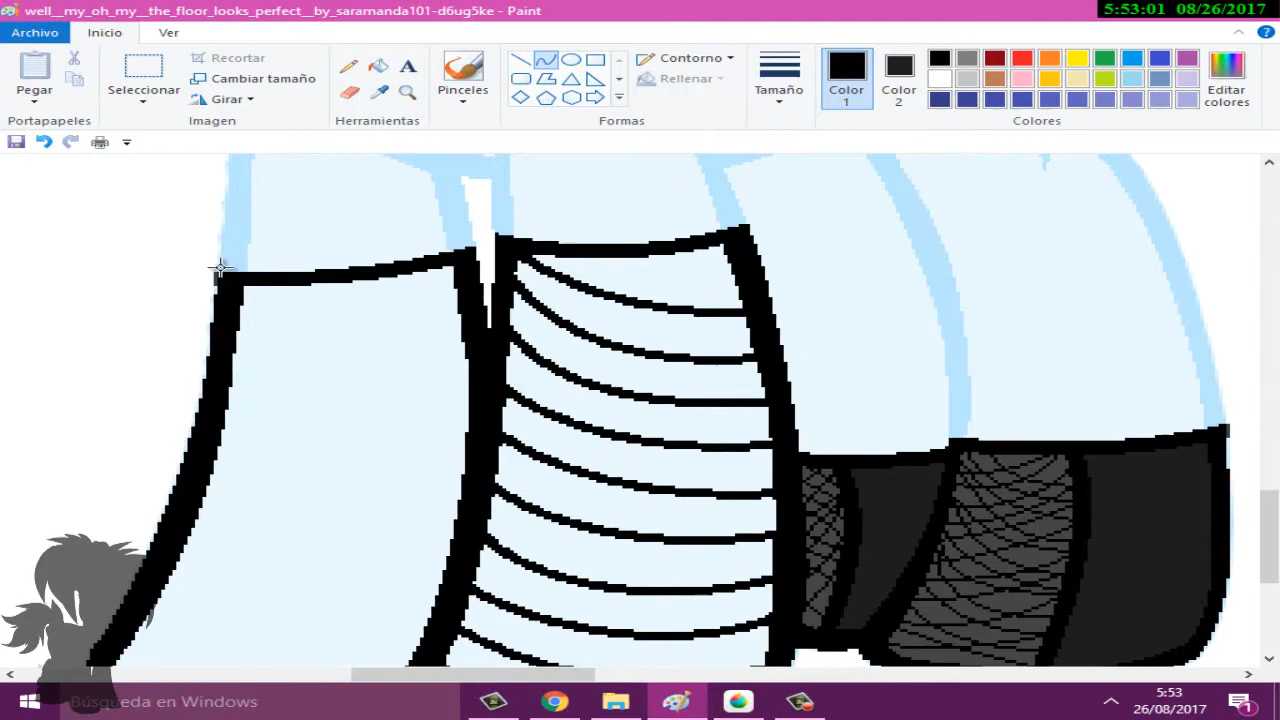 well__my_oh_my__the_floor_looks_perfect__by_saramanda101-d6ug5ke - Paint
5:53:01 08/26/2017
Archivo Inicio Ver
Pegar
Portapapeles
Seleccionar
Recortar
Cambiar tamaño
Girar
Imagen
Herramientas
Pinceles
Contorno
Rellenar
Formas
Tamaño
Color
1
Color
2
Editar
colores
Colores
Búsqueda en Windows
5:53
26/08/2017
1